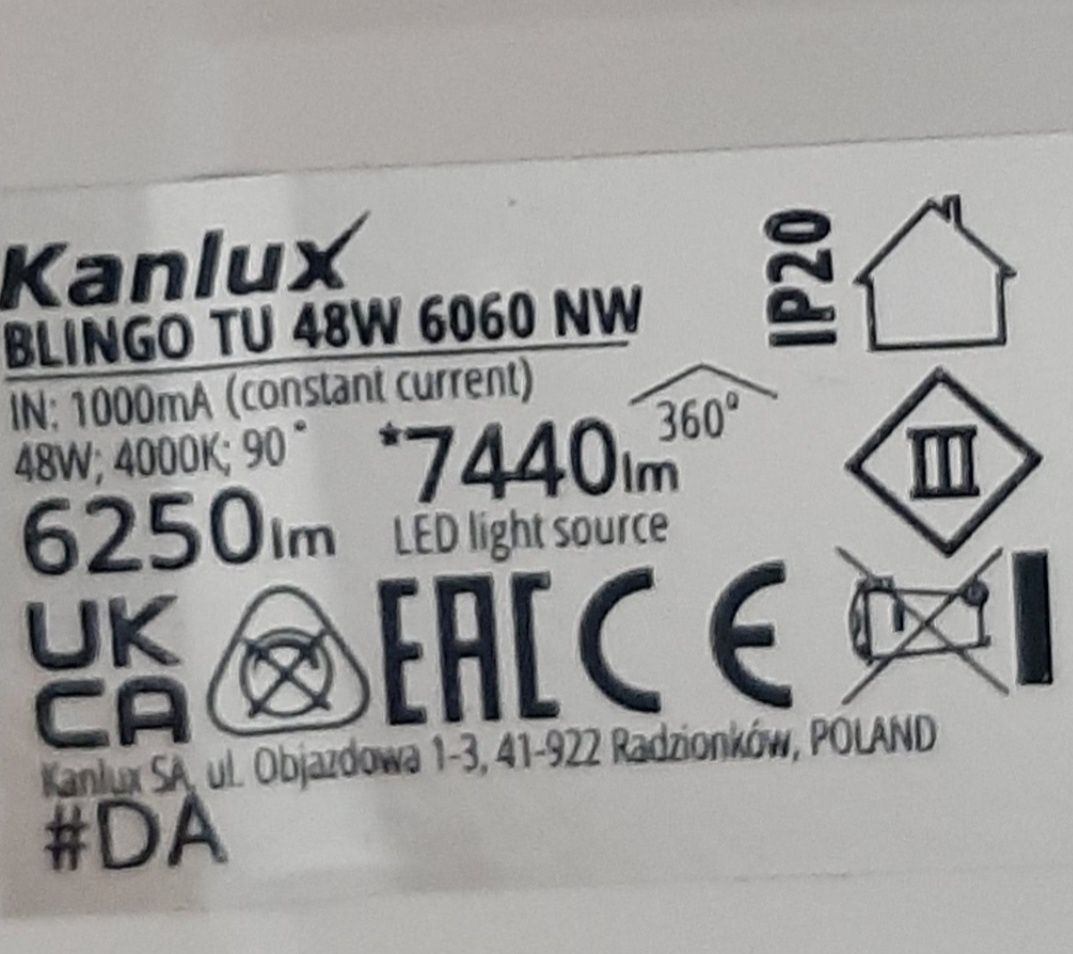 Kanlux
BLINGO TU 48W 6060 NW
IN: 1000mA (constant current)
48W; 4000K; 90°
6250lm
*7440lm 360°
LED light source
IP20
III
UK
CA
EAC CE
Kanlux SA, ul. Objazdowa 1-3, 41-922 Radzionków, POLAND
#DA